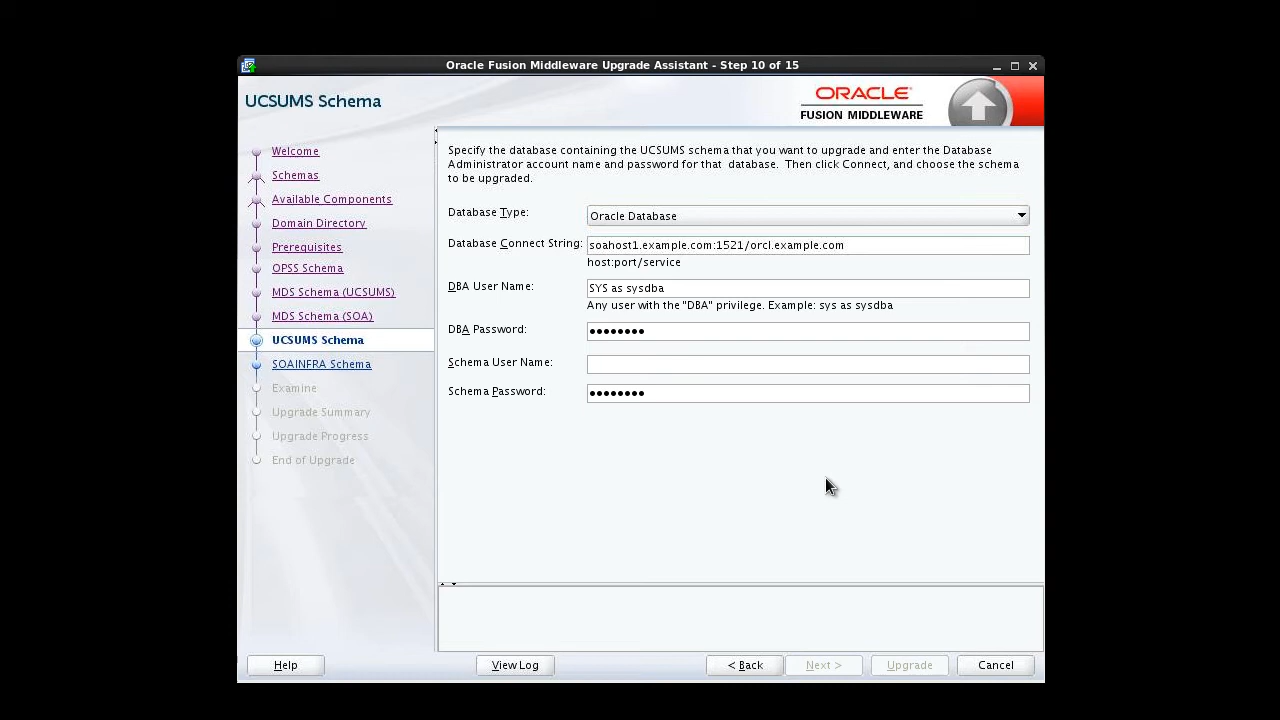 Oracle Fusion Middleware Upgrade Assistant - Step 10 of 15
UCSUMS Schema
ORACLE
FUSION MIDDLEWARE
Welcome
Schemas
Available Components
Domain Directory
Prerequisites
OPSS Schema
MDS Schema (UCSUMS)
MDS Schema (SOA)
UCSUMS Schema
SOAINFRA Schema
Examine
Upgrade Summary
Upgrade Progress
End of Upgrade
Specify the database containing the UCSUMS schema that you want to upgrade and enter the Database
Administrator account name and password for that database. Then click Connect, and choose the schema
to be upgraded.
Database Type: Oracle Database
Database Connect String: soahost1.example.com:1521/orcl.example.com
host:port/service
DBA User Name: SYS as sysdba
Any user with the "DBA" privilege. Example: sys as sysdba
DBA Password: ●●●●●●●●
Schema User Name:
Schema Password: ●●●●●●●●
Help View Log < Back Next > Upgrade Cancel